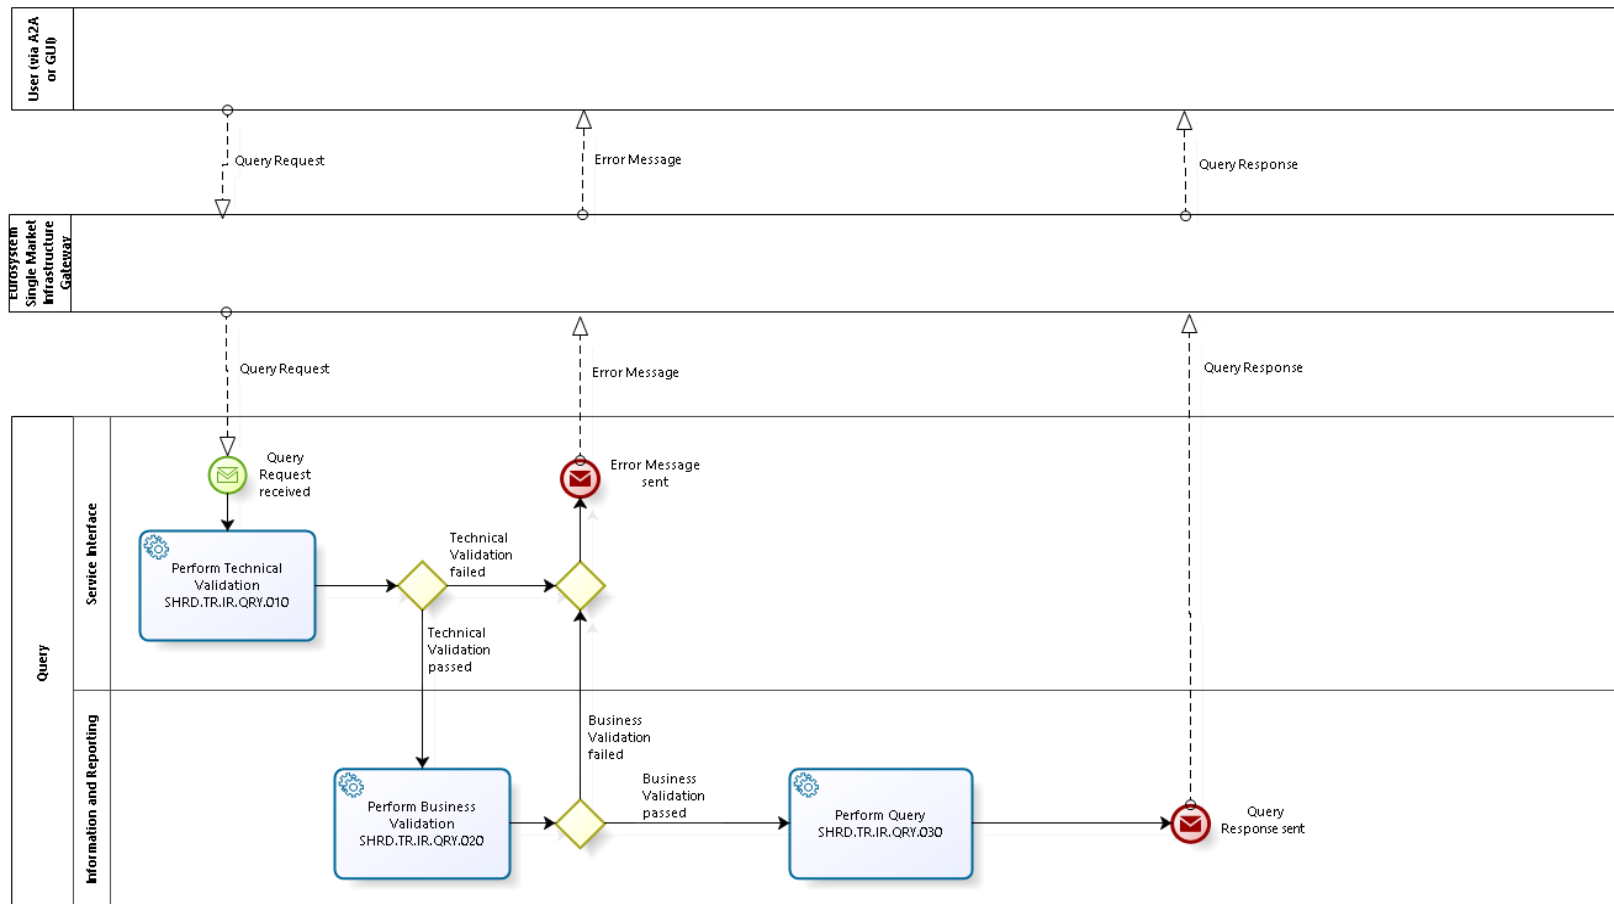 User (via A2A
or GUI)
Query Request
Error Message
Query Response
Eurosystem
Single Market
Infrastructure
Gateway
Query Request
Error Message
Query Response
Query
Service Interface
Query
Request
received
Error Message
sent
Perform Technical
Validation
SHRD.TR.IR.QRY.010
Technical
Validation
failed
Technical
Validation
passed
Information and Reporting
Business
Validation
failed
Perform Business
Validation
SHRD.TR.IR.QRY.020
Business
Validation
passed
Perform Query
SHRD.TR.IR.QRY.030
Query
Response sent